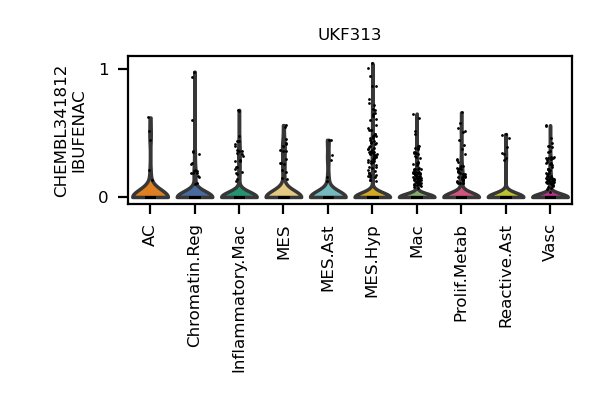 UKF313
CHEMBL341812
IBUFENAC
1
0
AC
Chromatin.Reg
Inflammatory.Mac
MES
MES.Ast
MES.Hyp
Mac
Prolif.Metab
Reactive.Ast
Vasc